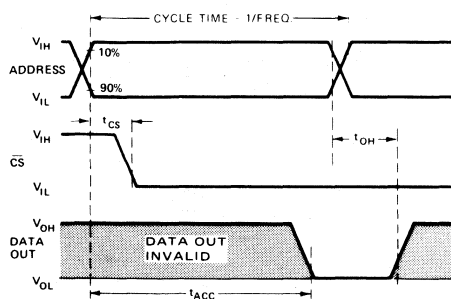 CYCLE TIME - 1/FREQ.
VIH
10%
ADDRESS
90%
VIL
tCS
VIH
tOH
CS
VIL
VOH
DATA OUT
DATA OUT
INVALID
VOL
tACC